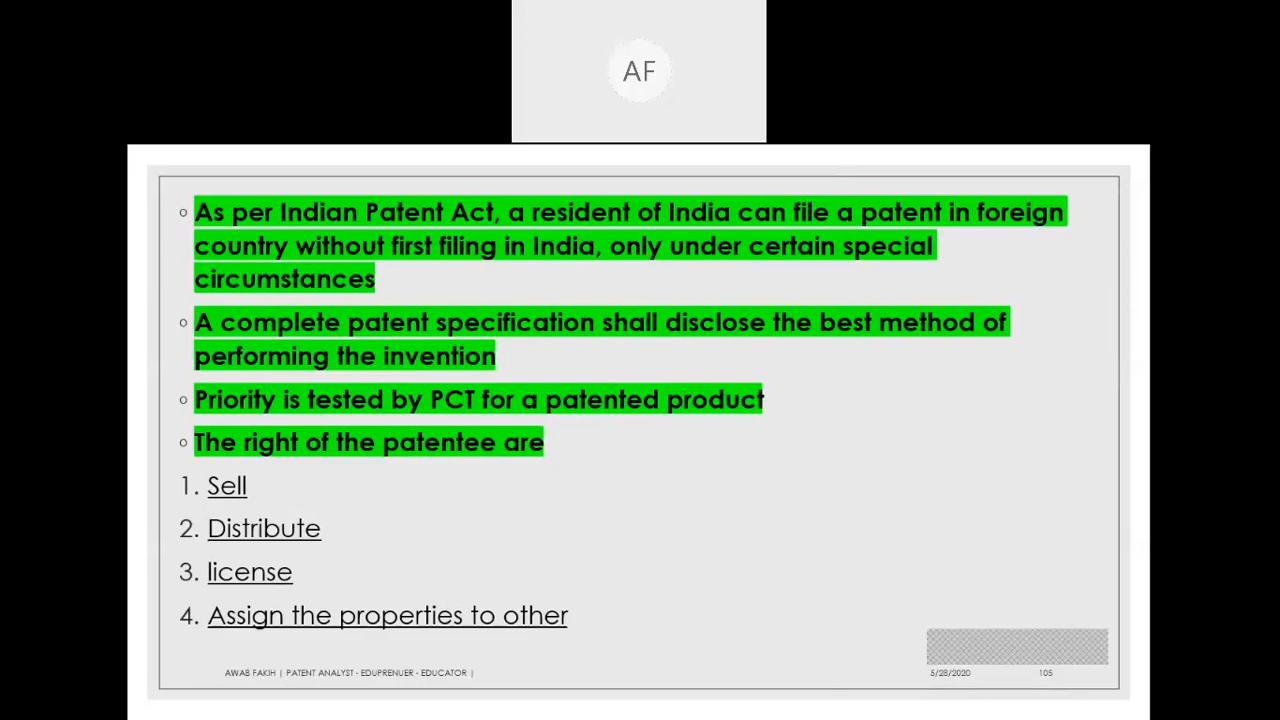 AF
◦ As per Indian Patent Act, a resident of India can file a patent in foreign
country without first filing in India, only under certain special
circumstances
◦ A complete patent specification shall disclose the best method of
performing the invention
◦ Priority is tested by PCT for a patented product
◦ The right of the patentee are
1. Sell
2. Distribute
3. license
4. Assign the properties to other
AWAB FAKIH | PATENT ANALYST - EDUPRENUER - EDUCATOR | 5/28/2020 105